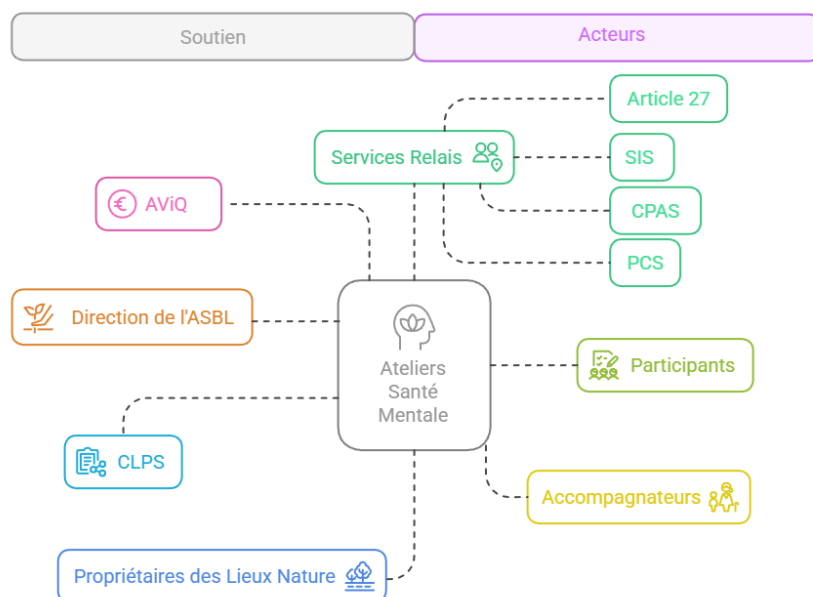 Soutien
Acteurs
Article 27
Services Relais
SIS
AViQ
CPAS
PCS
Direction de l'ASBL
Ateliers
Santé
Mentale
Participants
CLPS
Accompagnateurs
Propriétaires des Lieux Nature